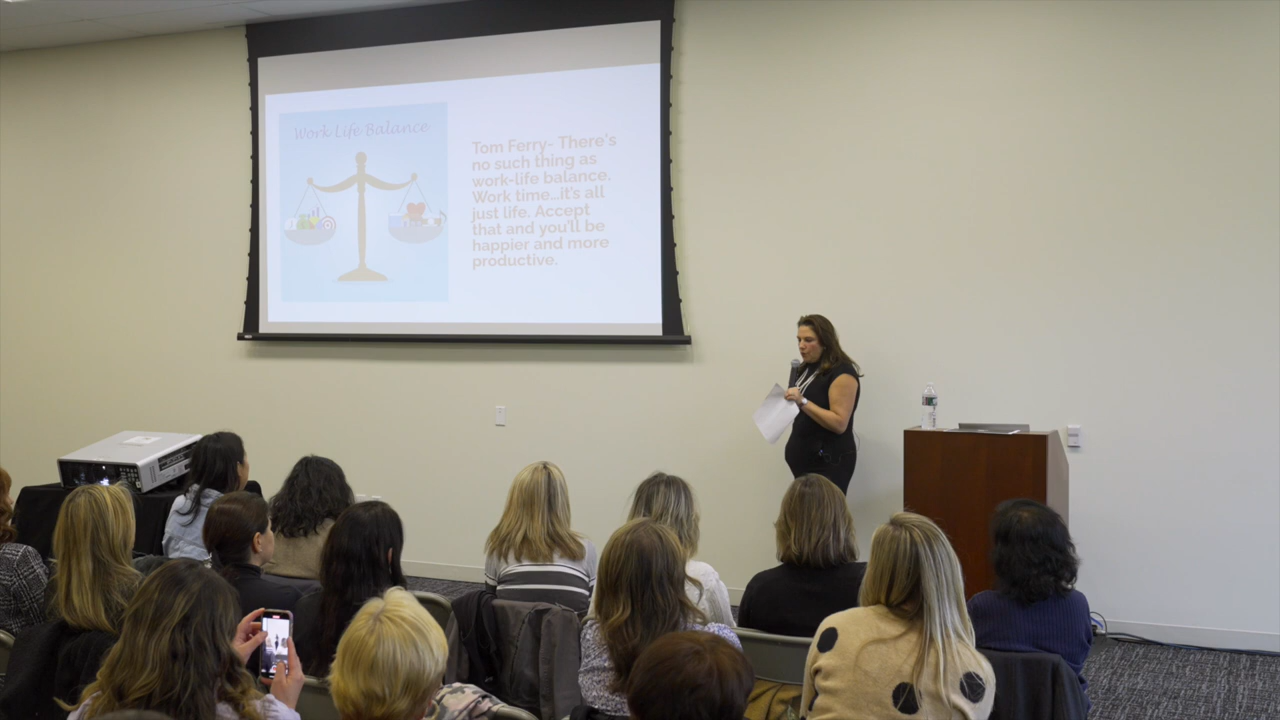 Work Life Balance
Tom Ferry- There's
no such thing as
work-life balance.
Work time...it's all
just life. Accept
that and you'll be
happier and more
productive.